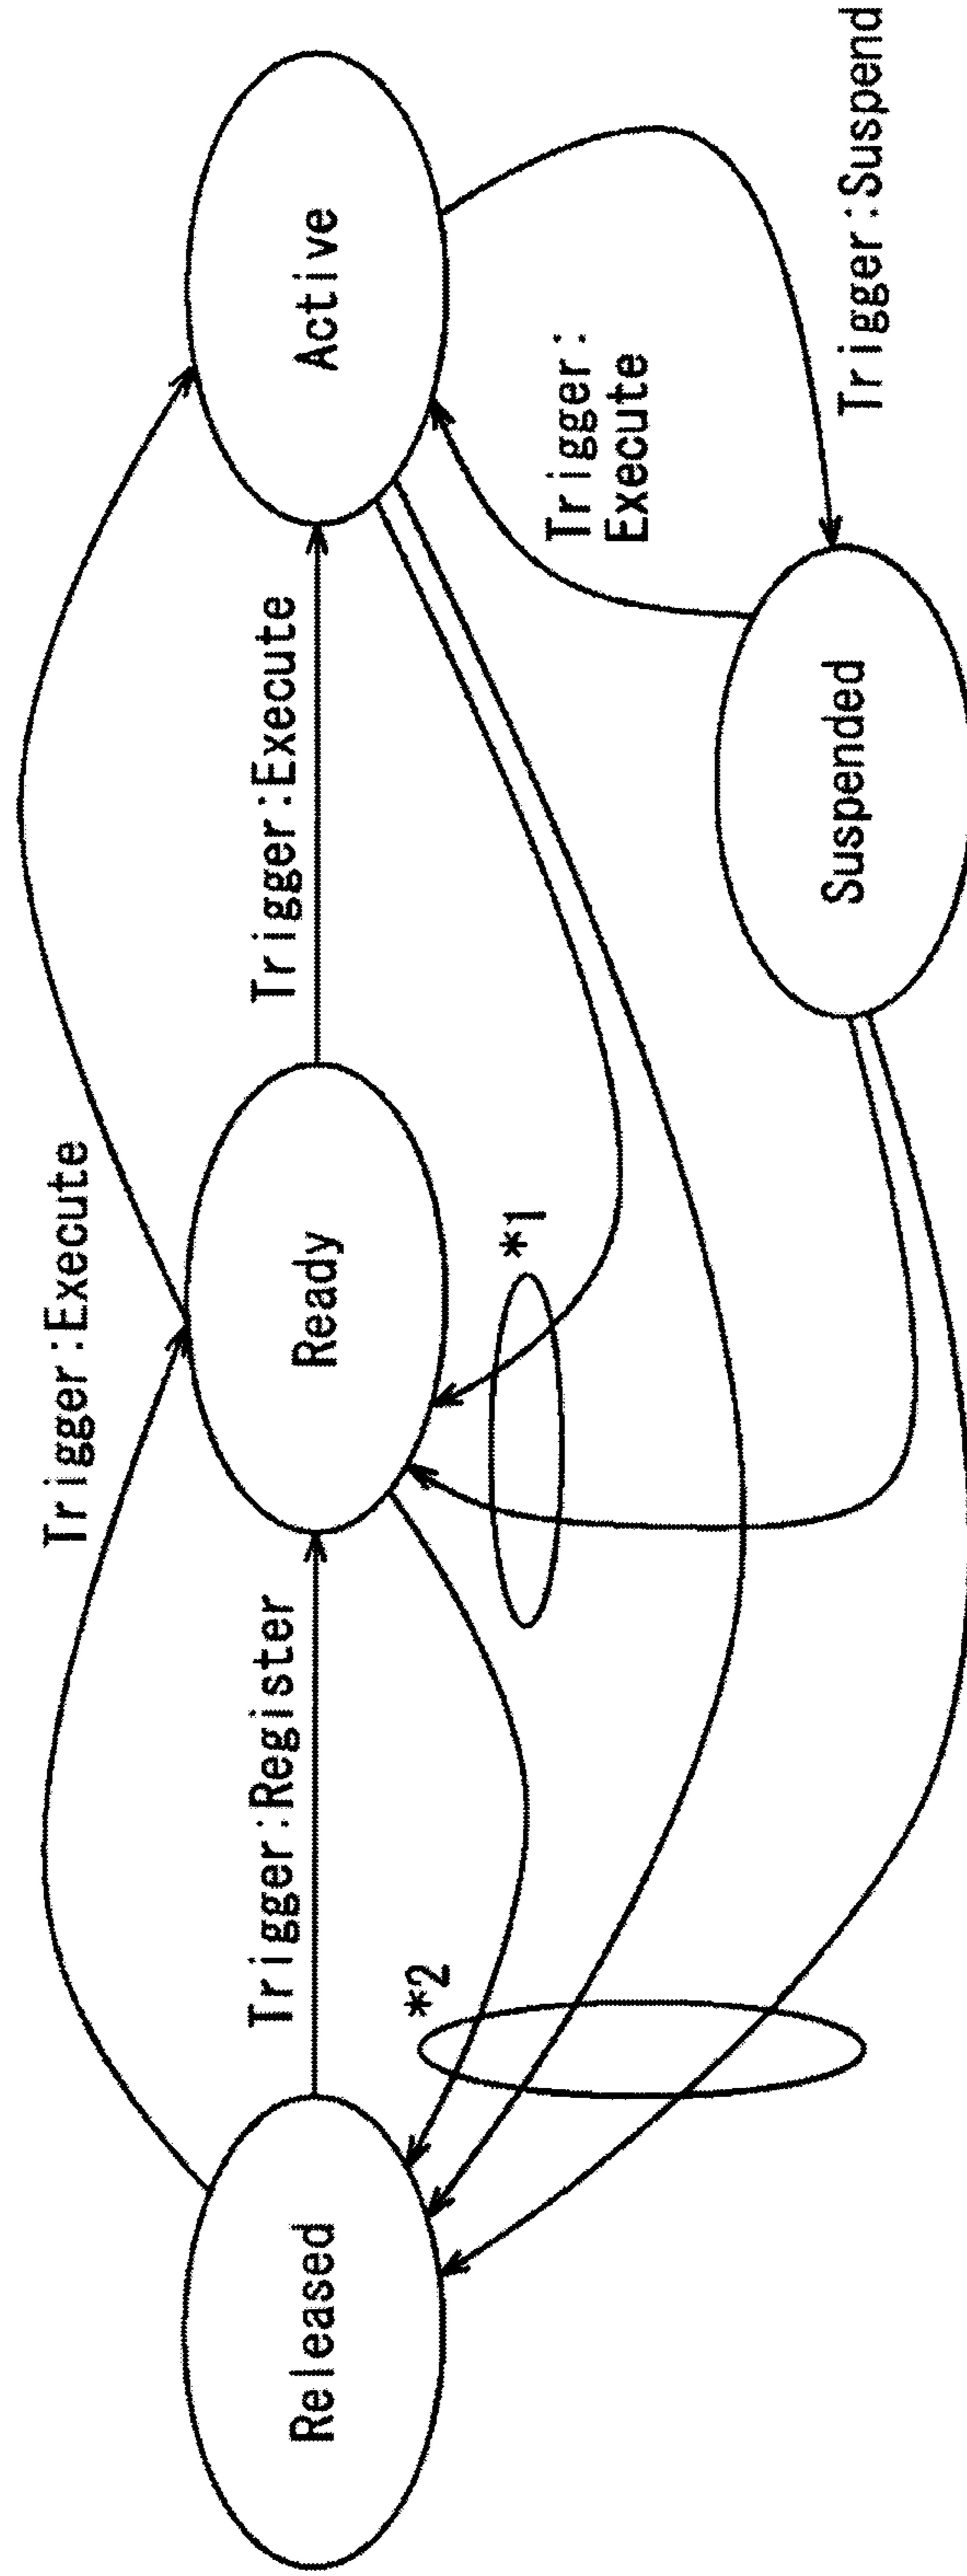 Trigger:Execute
Released
Trigger:Register
Ready
Trigger:Execute
Active
*2
*1
Trigger:
Execute
Suspended
Trigger:Suspend